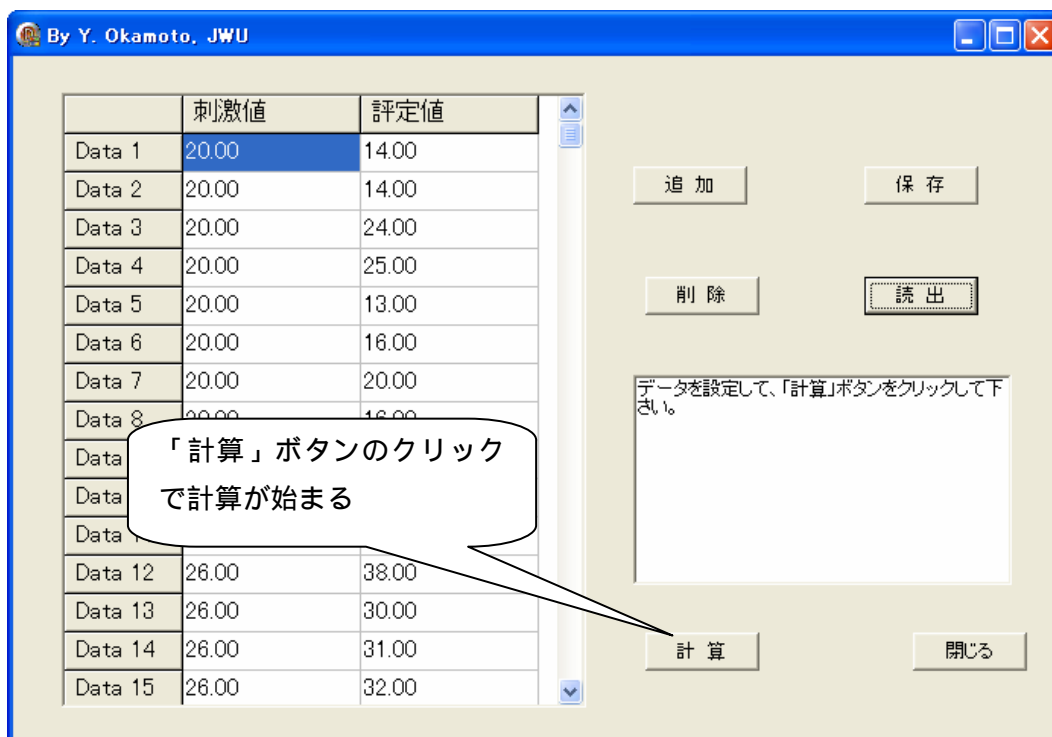 By Y. Okamoto, JWU
刺激値 評定値
Data 1 20.00 14.00
Data 2 20.00 14.00
Data 3 20.00 24.00
Data 4 20.00 25.00
Data 5 20.00 13.00
Data 6 20.00 16.00
Data 7 20.00 20.00
Data 8
Data
Data
Data
Data 12 26.00 38.00
Data 13 26.00 30.00
Data 14 26.00 31.00
Data 15 26.00 32.00
「計算」ボタンのクリック
で計算が始まる
追 加
保 存
削 除
読 出
データを設定して、「計算」ボタンをクリックして下
さい。
計 算
閉じる